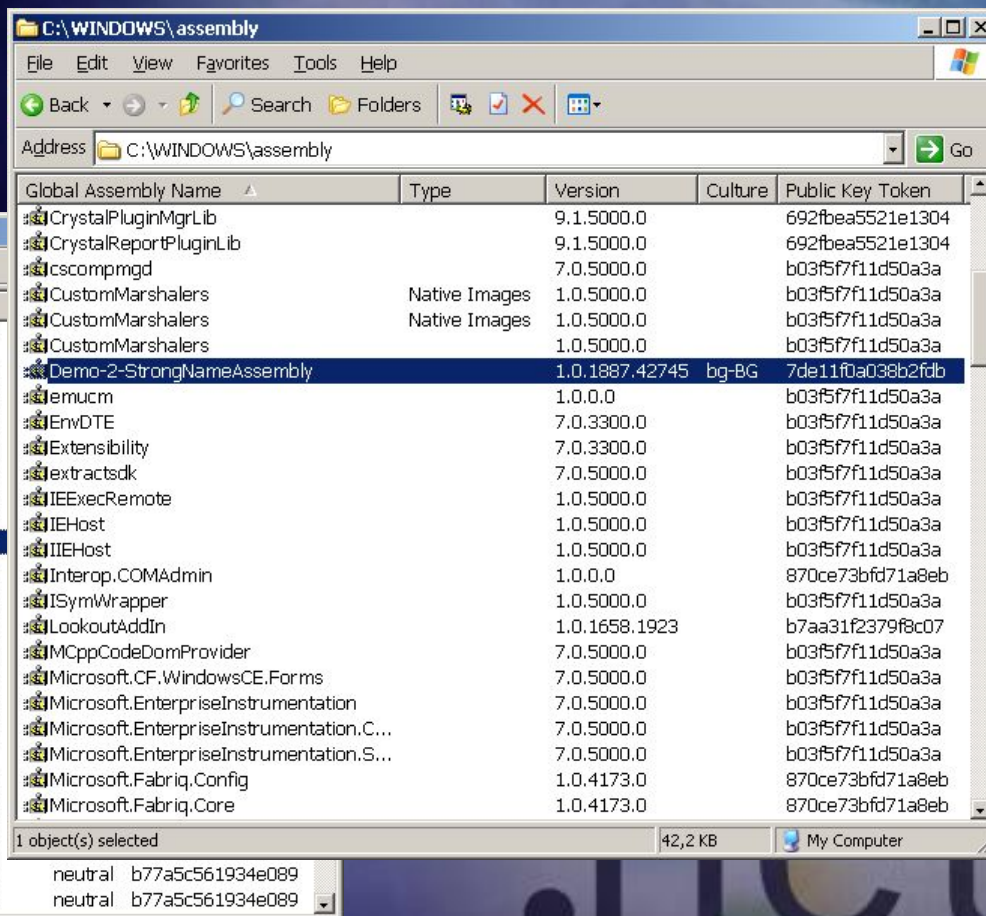 C:\WINDOWS\assembly
File Edit View Favorites Tools Help
Back Search Folders
Address C:\WINDOWS\assembly Go
Global Assembly Name Type Version Culture Public Key Token
CrystalPluginMgrLib 9.1.5000.0 692fbea5521e1304
CrystalReportPluginLib 9.1.5000.0 692fbea5521e1304
cscompmgd 7.0.5000.0 b03f5f7f11d50a3a
CustomMarshalers Native Images 1.0.5000.0 b03f5f7f11d50a3a
CustomMarshalers Native Images 1.0.5000.0 b03f5f7f11d50a3a
CustomMarshalers 1.0.5000.0 b03f5f7f11d50a3a
Demo-2-StrongNameAssembly 1.0.1887.42745 bg-BG 7de11f0a038b2fdb
emucm 1.0.0.0 b03f5f7f11d50a3a
EnvDTE 7.0.3300.0 b03f5f7f11d50a3a
Extensibility 7.0.3300.0 b03f5f7f11d50a3a
extractsdk 7.0.5000.0 b03f5f7f11d50a3a
IEExecRemote 1.0.5000.0 b03f5f7f11d50a3a
IEHost 1.0.5000.0 b03f5f7f11d50a3a
IIEHost 1.0.5000.0 b03f5f7f11d50a3a
Interop.COMAdmin 1.0.0.0 870ce73bfd71a8eb
ISymWrapper 1.0.5000.0 b03f5f7f11d50a3a
LookoutAddIn 1.0.1658.1923 b7aa31f2379f8c07
MCppCodeDomProvider 7.0.5000.0 b03f5f7f11d50a3a
Microsoft.CF.WindowsCE.Forms 7.0.5000.0 b03f5f7f11d50a3a
Microsoft.EnterpriseInstrumentation 7.0.5000.0 b03f5f7f11d50a3a
Microsoft.EnterpriseInstrumentation.C... 7.0.5000.0 b03f5f7f11d50a3a
Microsoft.EnterpriseInstrumentation.S... 7.0.5000.0 b03f5f7f11d50a3a
Microsoft.Fabriq.Config 1.0.4173.0 870ce73bfd71a8eb
Microsoft.Fabriq.Core 1.0.4173.0 870ce73bfd71a8eb
1 object(s) selected 42,2 KB My Computer
neutral b77a5c561934e089
neutral b77a5c561934e089